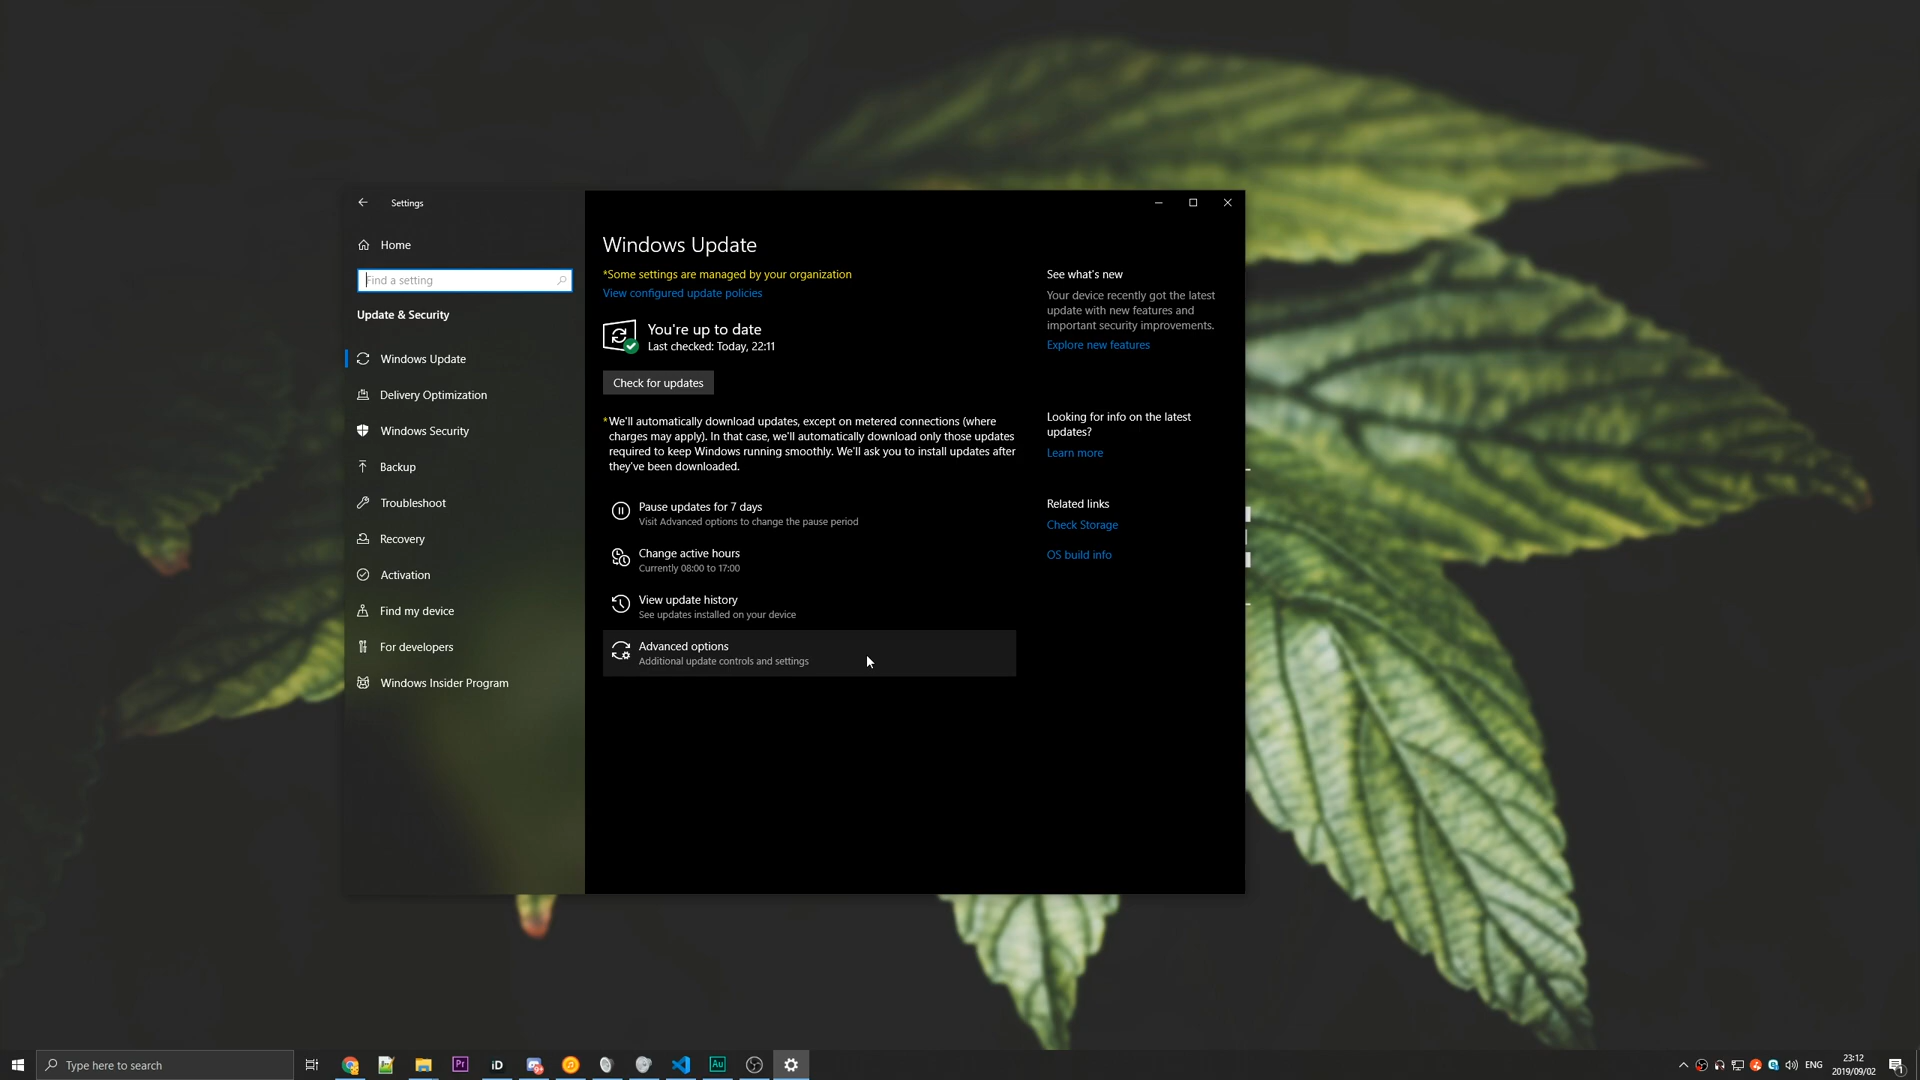 Settings
Home
Find a setting
Update & Security
Windows Update
Delivery Optimization
Windows Security
Backup
Troubleshoot
Recovery
Activation
Find my device
For developers
Windows Insider Program
Windows Update
*Some settings are managed by your organization
View configured update policies
You're up to date
Last checked: Today, 22:11
Check for updates
*We'll automatically download updates, except on metered connections (where
charges may apply). In that case, we'll automatically download only those updates
required to keep Windows running smoothly. We'll ask you to install updates after
they've been downloaded.
Pause updates for 7 days
Visit Advanced options to change the pause period
Change active hours
Currently 08:00 to 17:00
View update history
See updates installed on your device
Advanced options
Additional update controls and settings
See what's new
Your device recently got the latest
update with new features and
important security improvements.
Explore new features
Looking for info on the latest
updates?
Learn more
Related links
Check Storage
OS build info
Type here to search
Pr
iD
9+
Au
ENG
23:12
2019/09/02
1